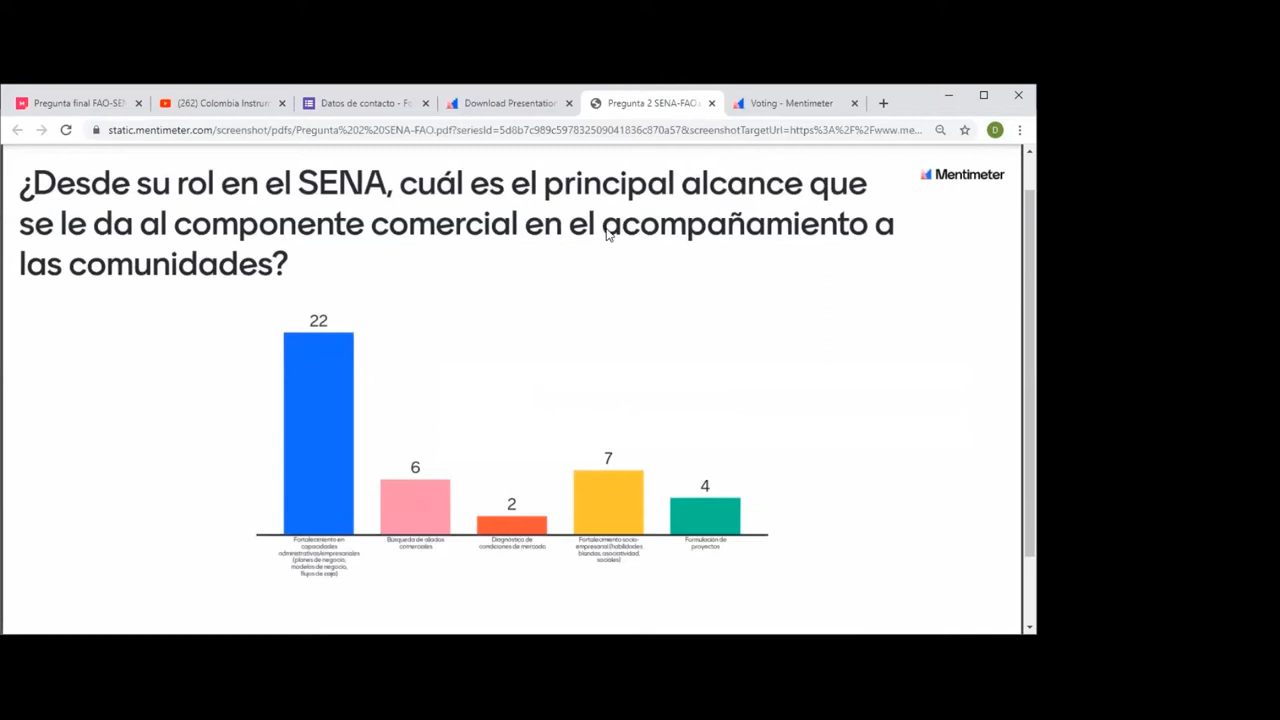 Pregunta final FAO-SEN
(262) Colombia Instrum
Datos de contacto - Fo
Download Presentation
Pregunta 2 SENA-FAO.
Voting - Mentimeter
static.mentimeter.com/screenshot/pdfs/Pregunta%202%20SENA-FAO.pdf?seriesId=5d8b7c989c597832509041836c870a57&screenshotTargetUrl=https%3A%2F%2Fwww.me...
D
¿Desde su rol en el SENA, cuál es el principal alcance que
se le da al componente comercial en el acompañamiento a
las comunidades?
Mentimeter
22
6
2
7
4
Fortalecimiento en
capacidades
administrativas/empresariales
(planes de negocio,
modelos de negocio,
flujos de caja)
Búsqueda de aliados
comerciales
Diagnóstico de
condiciones de mercado
Fortalecimiento socio-
empresarial (habilidades
blandas, asociatividad,
sociales)
Formulación de
proyectos